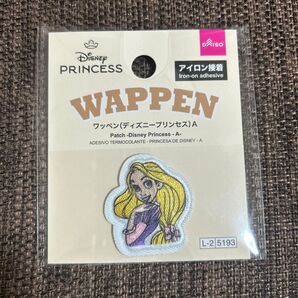 Disney
PRINCESS
DAISO
アイロン接着
Iron-on adhesive
WAPPEN
ワッペン(ディズニープリンセス)A
Patch -Disney Princess - A-
ADESIVO TERMOCOLANTE - PRINCESA DE DISNEY - A.
L-2 5193